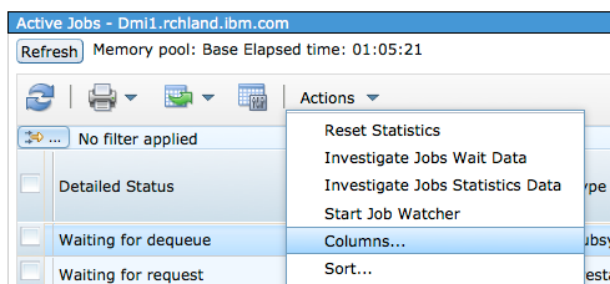 Active Jobs - Dmi1.rchland.ibm.com
Refresh Memory pool: Base Elapsed time: 01:05:21
Actions
... No filter applied
Reset Statistics
Investigate Jobs Wait Data
Investigate Jobs Statistics Data
Start Job Watcher
Columns...
Sort...
Detailed Status
Waiting for dequeue
Waiting for request